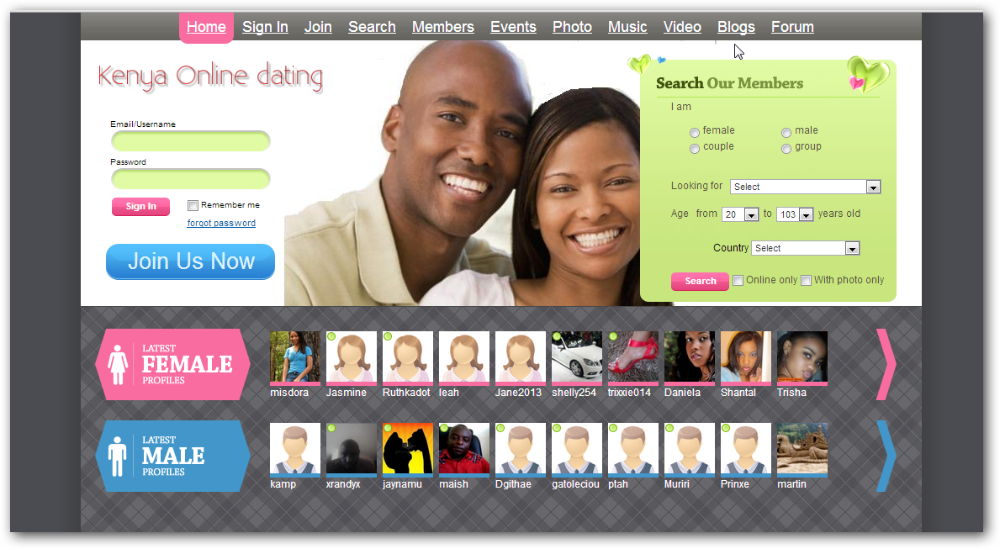 Home Sign In Join Search Members Events Photo Music Video Blogs Forum
Kenya Online dating
Email/Username
Password
Sign In
Remember me
forgot password
Join Us Now
Search Our Members
I am
female male
couple group
Looking for Select
Age from 20 to 103 years old
Country Select
Search Online only With photo only
LATEST
FEMALE
PROFILES
misdora Jasmine Ruthkadot leah Jane2013 shelly254 trixxie014 Daniela Shantal Trisha
LATEST
MALE
PROFILES
kamp xrandyx jaynamu maish Dgithae gatoleciou ptah Muriri Prinxe martin